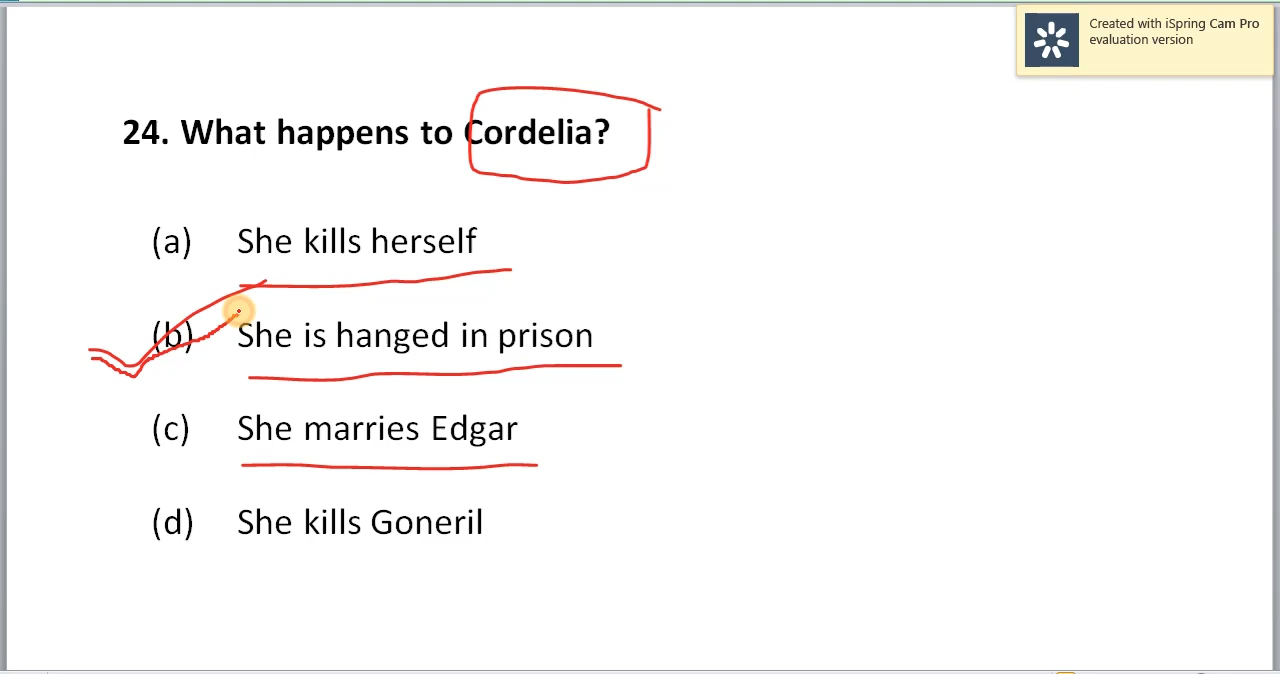 Created with iSpring Cam Pro
evaluation version
24. What happens to Cordelia?
(a) She kills herself
(b) She is hanged in prison
(c) She marries Edgar
(d) She kills Goneril